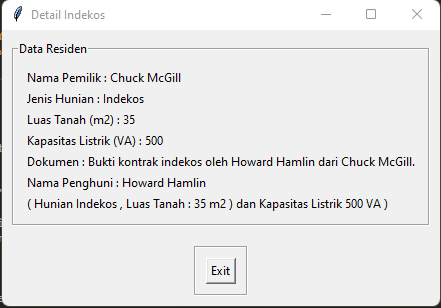 Detail Indekos
Data Residen
Nama Pemilik : Chuck McGill
Jenis Hunian : Indekos
Luas Tanah (m2) : 35
Kapasitas Listrik (VA) : 500
Dokumen : Bukti kontrak indekos oleh Howard Hamlin dari Chuck McGill.
Nama Penghuni : Howard Hamlin
( Hunian Indekos , Luas Tanah : 35 m2 ) dan Kapasitas Listrik 500 VA )
Exit